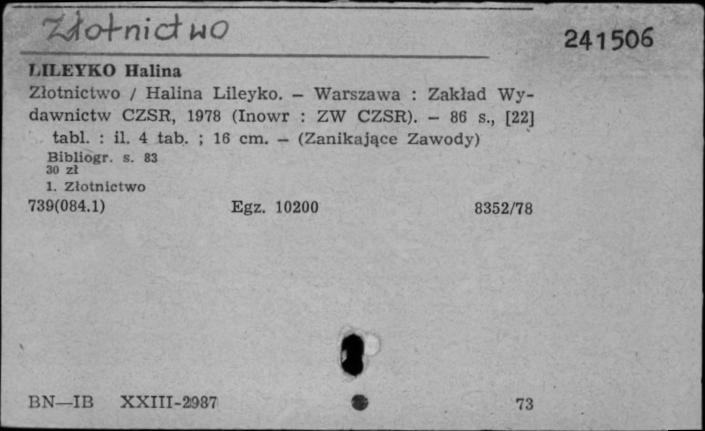 Złotnictwo
241506
LILEYKO Halina
Złotnictwo / Halina Lileyko. — Warszawa : Zakład Wy-
dawnictw CZSR, 1978 (Inowr : ZW CZSR). — 86 s., [22]
tabl. : il. 4 tab. ; 16 cm. — (Zanikające Zawody)
Bibliogr. s. 83
30 zł
1. Złotnictwo
739(084.1) Egz. 10200 8352/78
BN—IB XXIII-2987 73